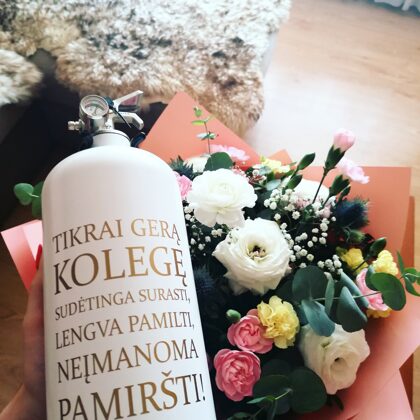 TIKRAI GERĄ
KOLEGĘ
SUDĖTINGA SURASTI,
LENGVA PAMILTI,
NEĮMANOMA
PAMIRŠTI!